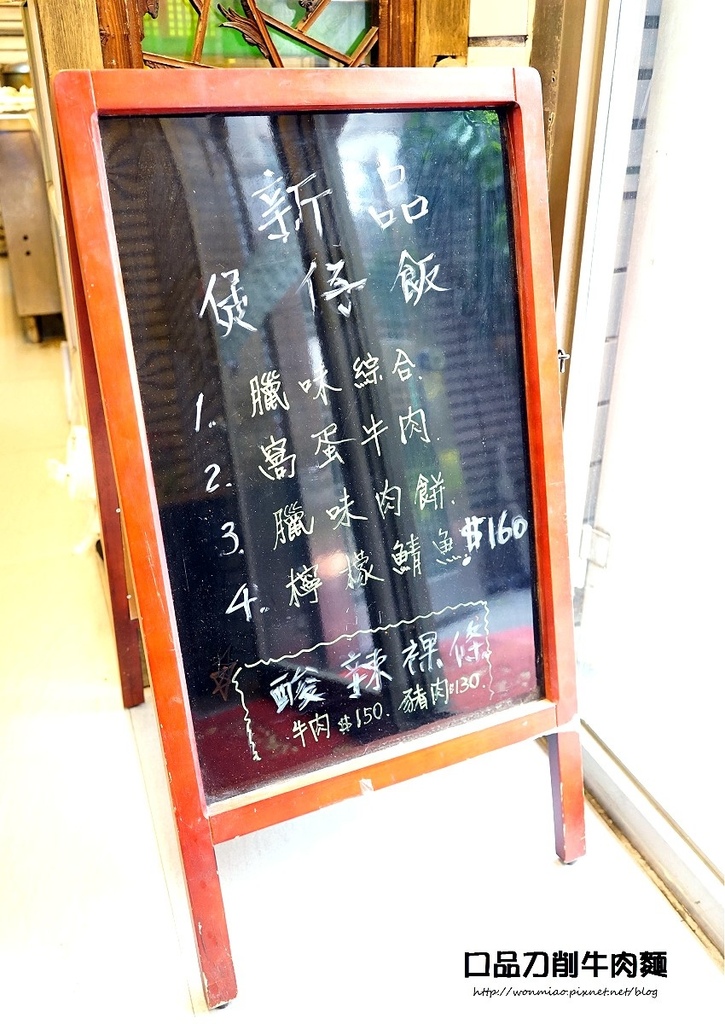 新品
煲仔飯
1. 臘味綜合.
2. 窩蛋牛肉.
3. 臘味肉餅.
4. 檸檬鯖魚. $160
酸辣粿條
牛肉$150. 豬肉$130.
口品刀削牛肉麵
http://wonmiao.pixnet.net/blog